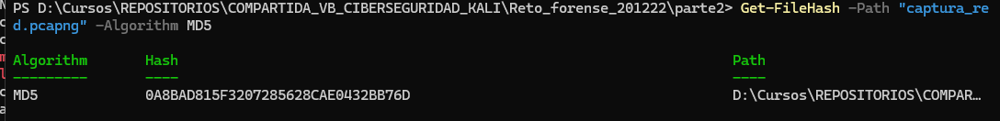 PS D:\Cursos\REPOSITORIOS\COMPARTIDA_VB_CIBERSEGURIDAD_KALI\Reto_forense_201222\parte2> Get-FileHash -Path "captura_re
d.pcapng" -Algorithm MD5
Algorithm Hash Path
--------- ---- ----
MD5 0A8BAD815F3207285628CAE0432BB76D D:\Cursos\REPOSITORIOS\COMPAR…